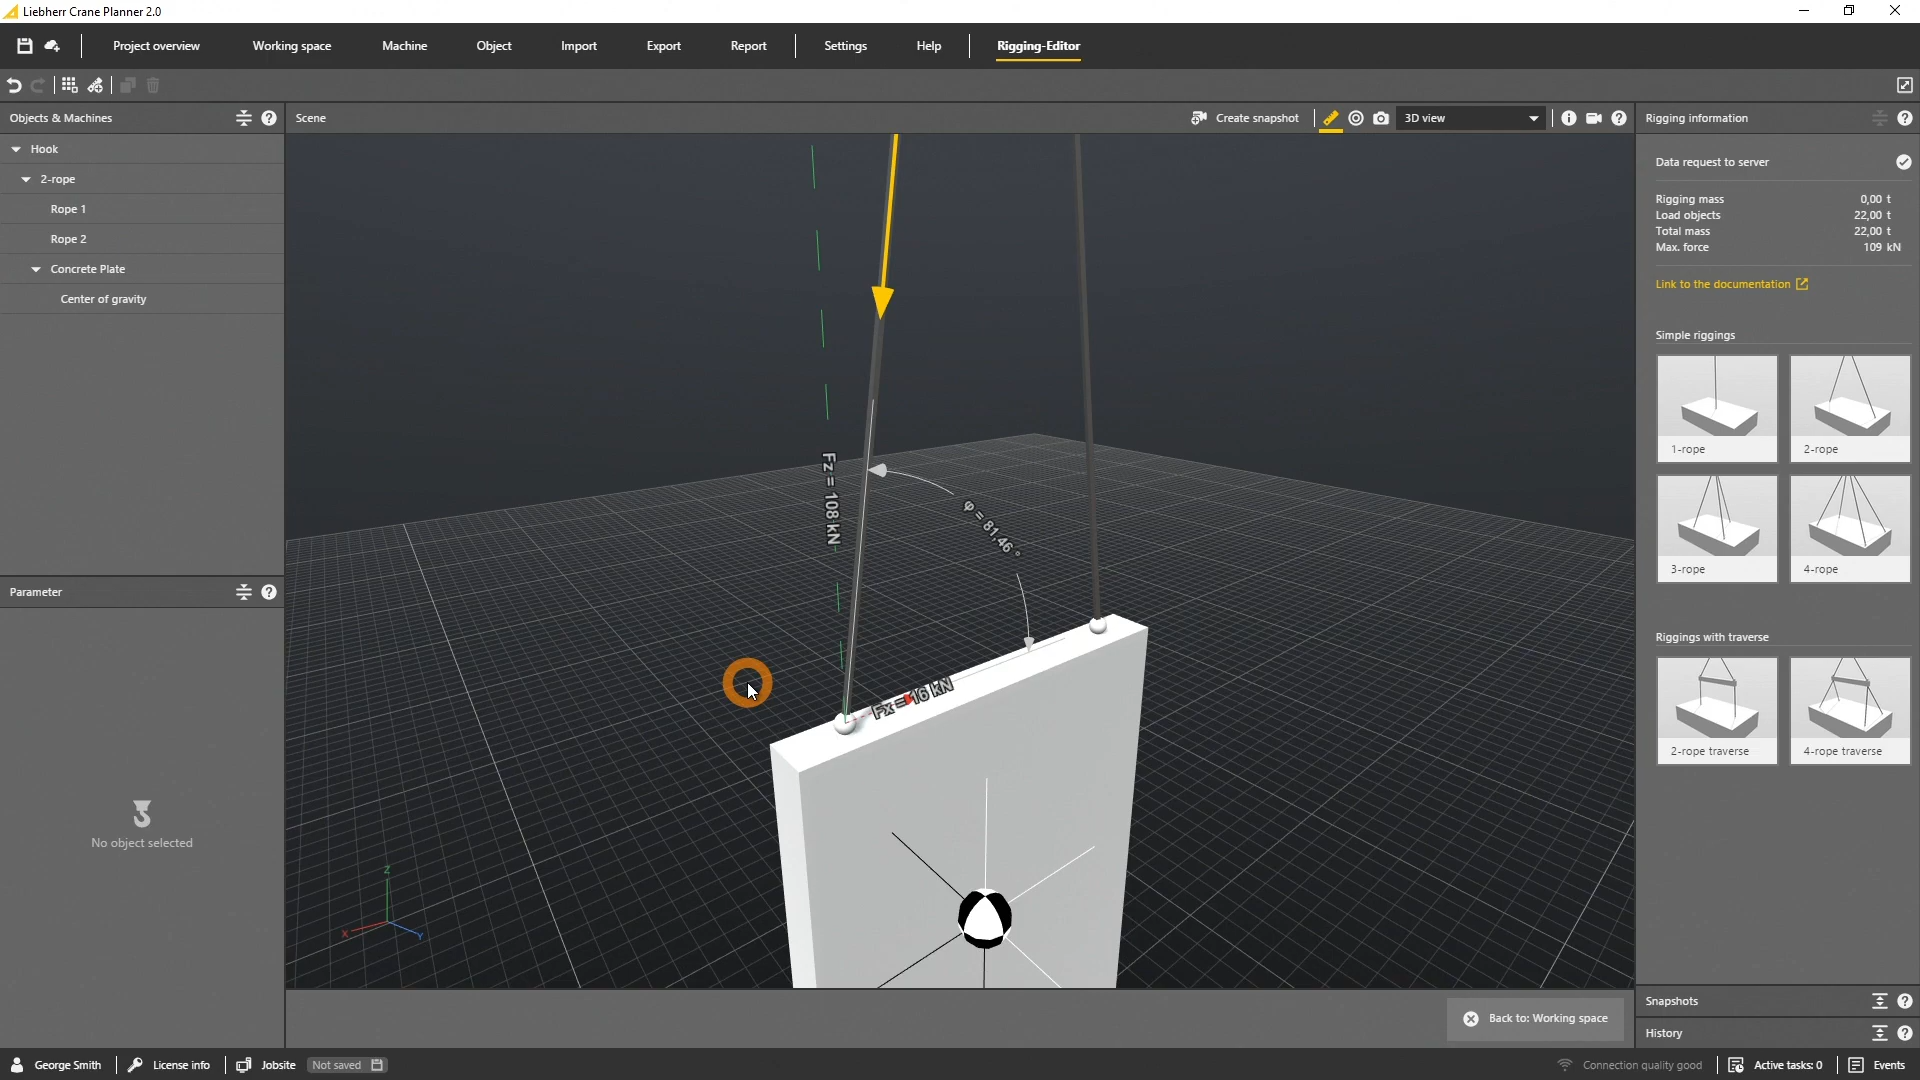 Liebherr Crane Planner 2.0
Project overview
Working space
Machine
Object
Import
Export
Report
Settings
Help
Rigging-Editor
Objects & Machines
Hook
2-rope
Rope 1
Rope 2
Concrete Plate
Center of gravity
Parameter
No object selected
Scene
Create snapshot
3D view
Fz = 108 kN
φ = 81,46 °
Fx = 16 kN
Z
X
Y
Back to: Working space
Rigging information
Data request to server
Rigging mass 0,00 t
Load objects 22,00 t
Total mass 22,00 t
Max. force 109 kN
Link to the documentation
Simple riggings
1-rope
2-rope
3-rope
4-rope
Riggings with traverse
2-rope traverse
4-rope traverse
Snapshots
History
George Smith
License info
Jobsite
Not saved
Connection quality good
Active tasks: 0
Events